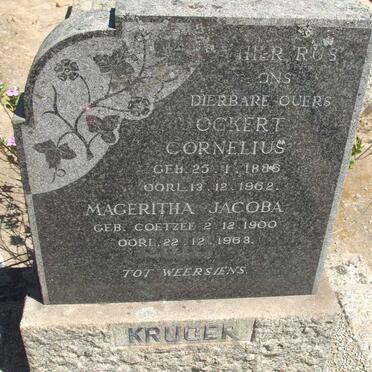 HIER RUS
ONS
DIERBARE OUERS
OCKERT
CORNELIUS
GEB. 25. 1. 1886
OORL. 13. 12. 1962.
MAGERITHA JACOBA
GEB. COETZEE 2. 12. 1900
OORL. 22. 12. 1963.
TOT WEERSIENS.
KRUGER